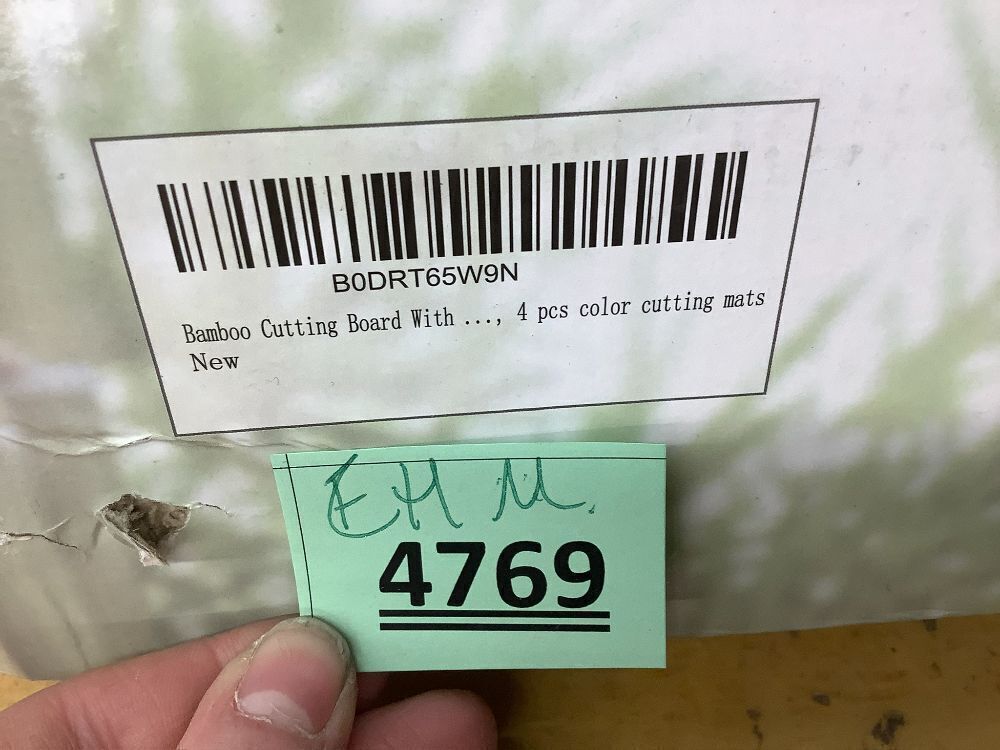 B0DRT65W9N
Bamboo Cutting Board With ..., 4 pcs color cutting mats
New
EHM.
4769